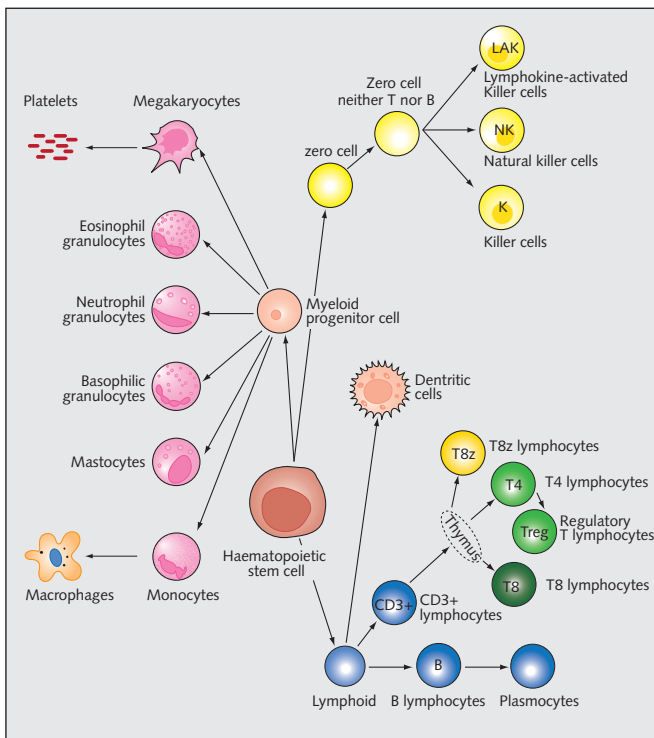 LAK
Lymphokine-activated
Killer cells
Zero cell
neither T nor B
Platelets
Megakaryocytes
NK
Natural killer cells
zero cell
K
Killer cells
Eosinophil
granulocytes
Neutrophil
granulocytes
Myeloid
progenitor cell
Basophilic
granulocytes
Dentritic
cells
Mastocytes
T8z
T8z lymphocytes
T4
T4 lymphocytes
Treg
Regulatory
T lymphocytes
Thymus
Haematopoietic
stem cell
T8
T8 lymphocytes
Macrophages
Monocytes
CD3+
CD3+
lymphocytes
B
Lymphoid
B lymphocytes
Plasmocytes